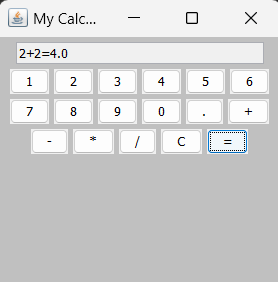 My Calc...
2+2=4.0
1 2 3 4 5 6
7 8 9 0 . +
- * / C =